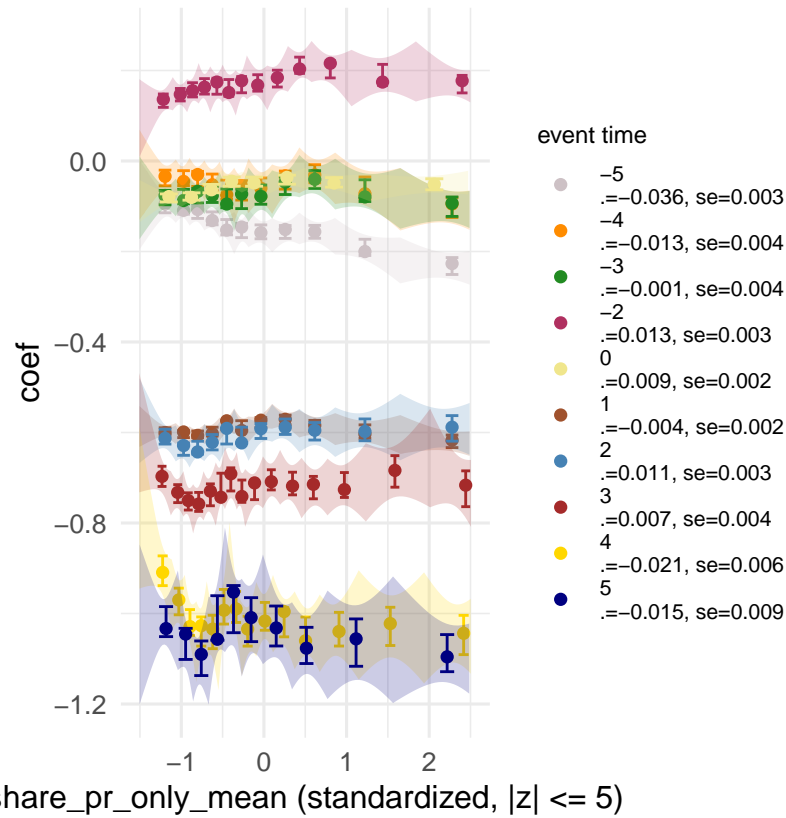 event time
−5
.=−0.036, se=0.003
−4
.=−0.013, se=0.004
−3
.=−0.001, se=0.004
−2
.=0.013, se=0.003
0
.=0.009, se=0.002
1
.=−0.004, se=0.002
2
.=0.011, se=0.003
3
.=0.007, se=0.004
4
.=−0.021, se=0.006
5
.=−0.015, se=0.009
coef
0.0
−0.4
−0.8
−1.2
−1 0 1 2
share_pr_only_mean (standardized, |z| <= 5)